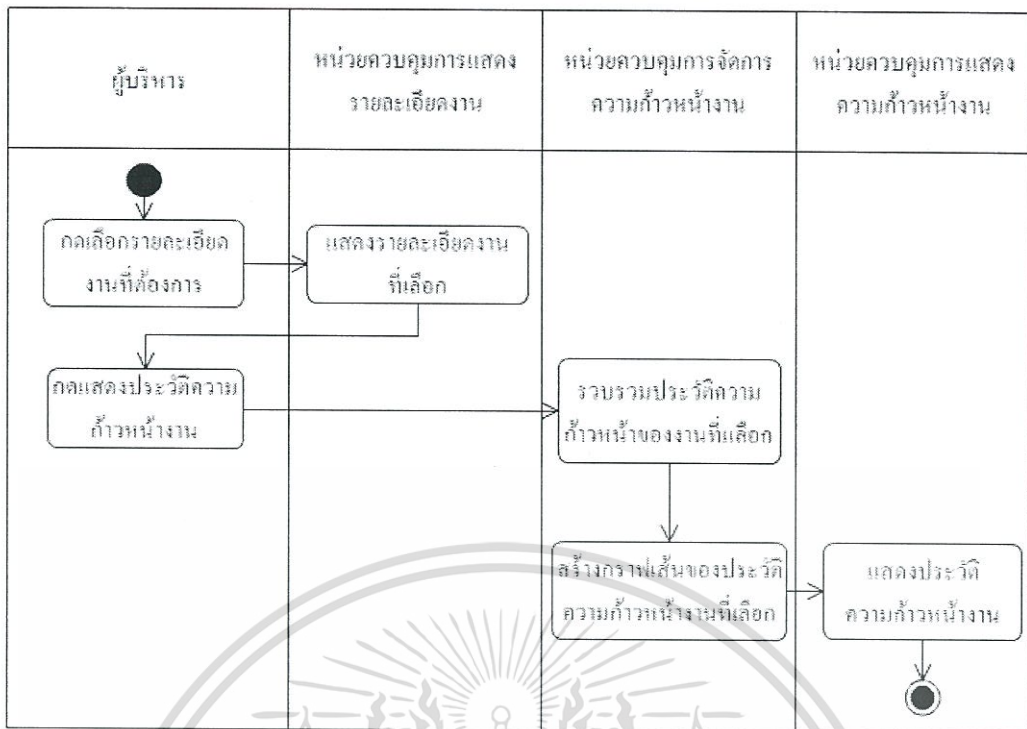 ผู้บริหาร
หน่วยควบคุมการแสดง
รายละเอียดงาน
หน่วยควบคุมการจัดการ
ความก้าวหน้างาน
หน่วยควบคุมการแสดง
ความก้าวหน้างาน
กดเลือกรายละเอียด
งานที่ต้องการ
แสดงรายละเอียดงาน
ที่เลือก
กดแสดงประวัติความ
ก้าวหน้างาน
รวบรวมประวัติความ
ก้าวหน้าของงานที่เลือก
สร้างกราฟเส้นของประวัติ
ความก้าวหน้างานที่เลือก
แสดงประวัติ
ความก้าวหน้างาน